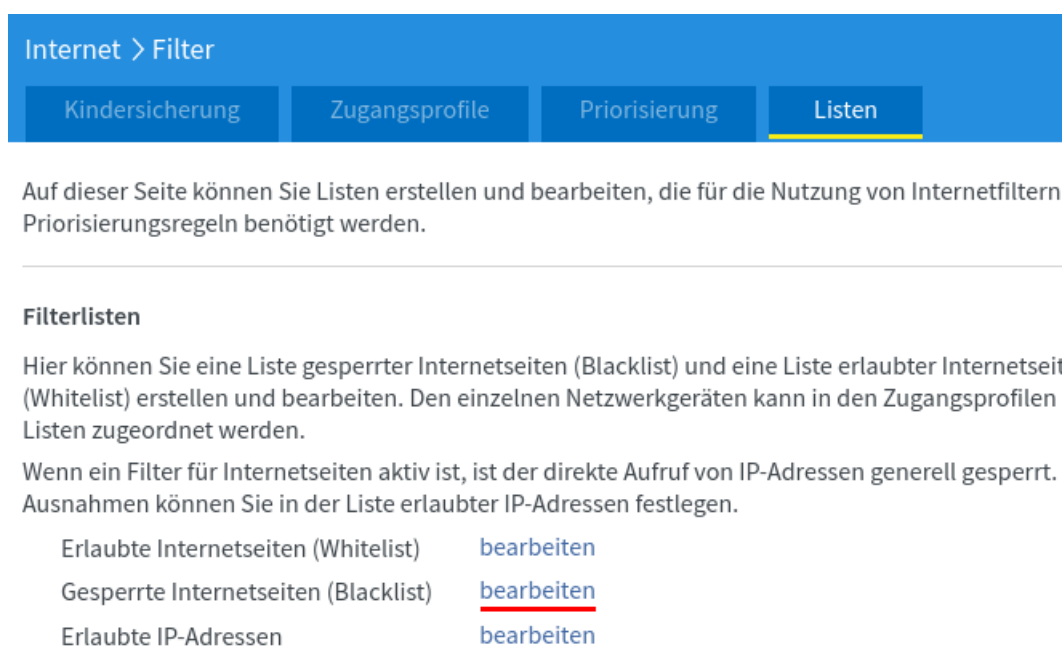 Internet > Filter
Kindersicherung Zugangsprofile Priorisierung Listen
Auf dieser Seite können Sie Listen erstellen und bearbeiten, die für die Nutzung von Internetfiltern
Priorisierungsregeln benötigt werden.
Filterlisten
Hier können Sie eine Liste gesperrter Internetseiten (Blacklist) und eine Liste erlaubter Internetseit
(Whitelist) erstellen und bearbeiten. Den einzelnen Netzwerkgeräten kann in den Zugangsprofilen
Listen zugeordnet werden.
Wenn ein Filter für Internetseiten aktiv ist, ist der direkte Aufruf von IP-Adressen generell gesperrt.
Ausnahmen können Sie in der Liste erlaubter IP-Adressen festlegen.
Erlaubte Internetseiten (Whitelist) bearbeiten
Gesperrte Internetseiten (Blacklist) bearbeiten
Erlaubte IP-Adressen bearbeiten